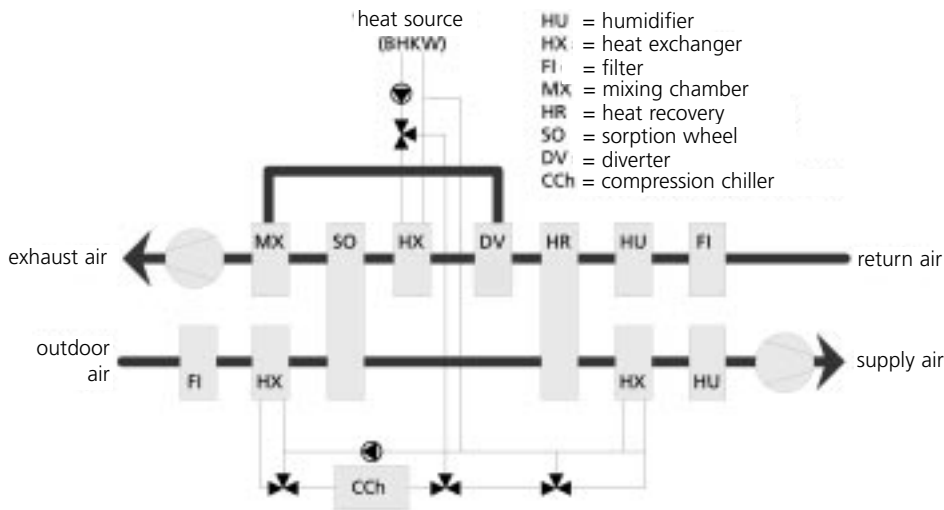 heat source
(BHKW)
HU = humidifier
HX = heat exchanger
FI = filter
MX = mixing chamber
HR = heat recovery
SO = sorption wheel
DV = diverter
CCh = compression chiller
MX SO HX DV HR HU FI
exhaust air
return air
outdoor
air
supply air
FI HX HX HU
CCh